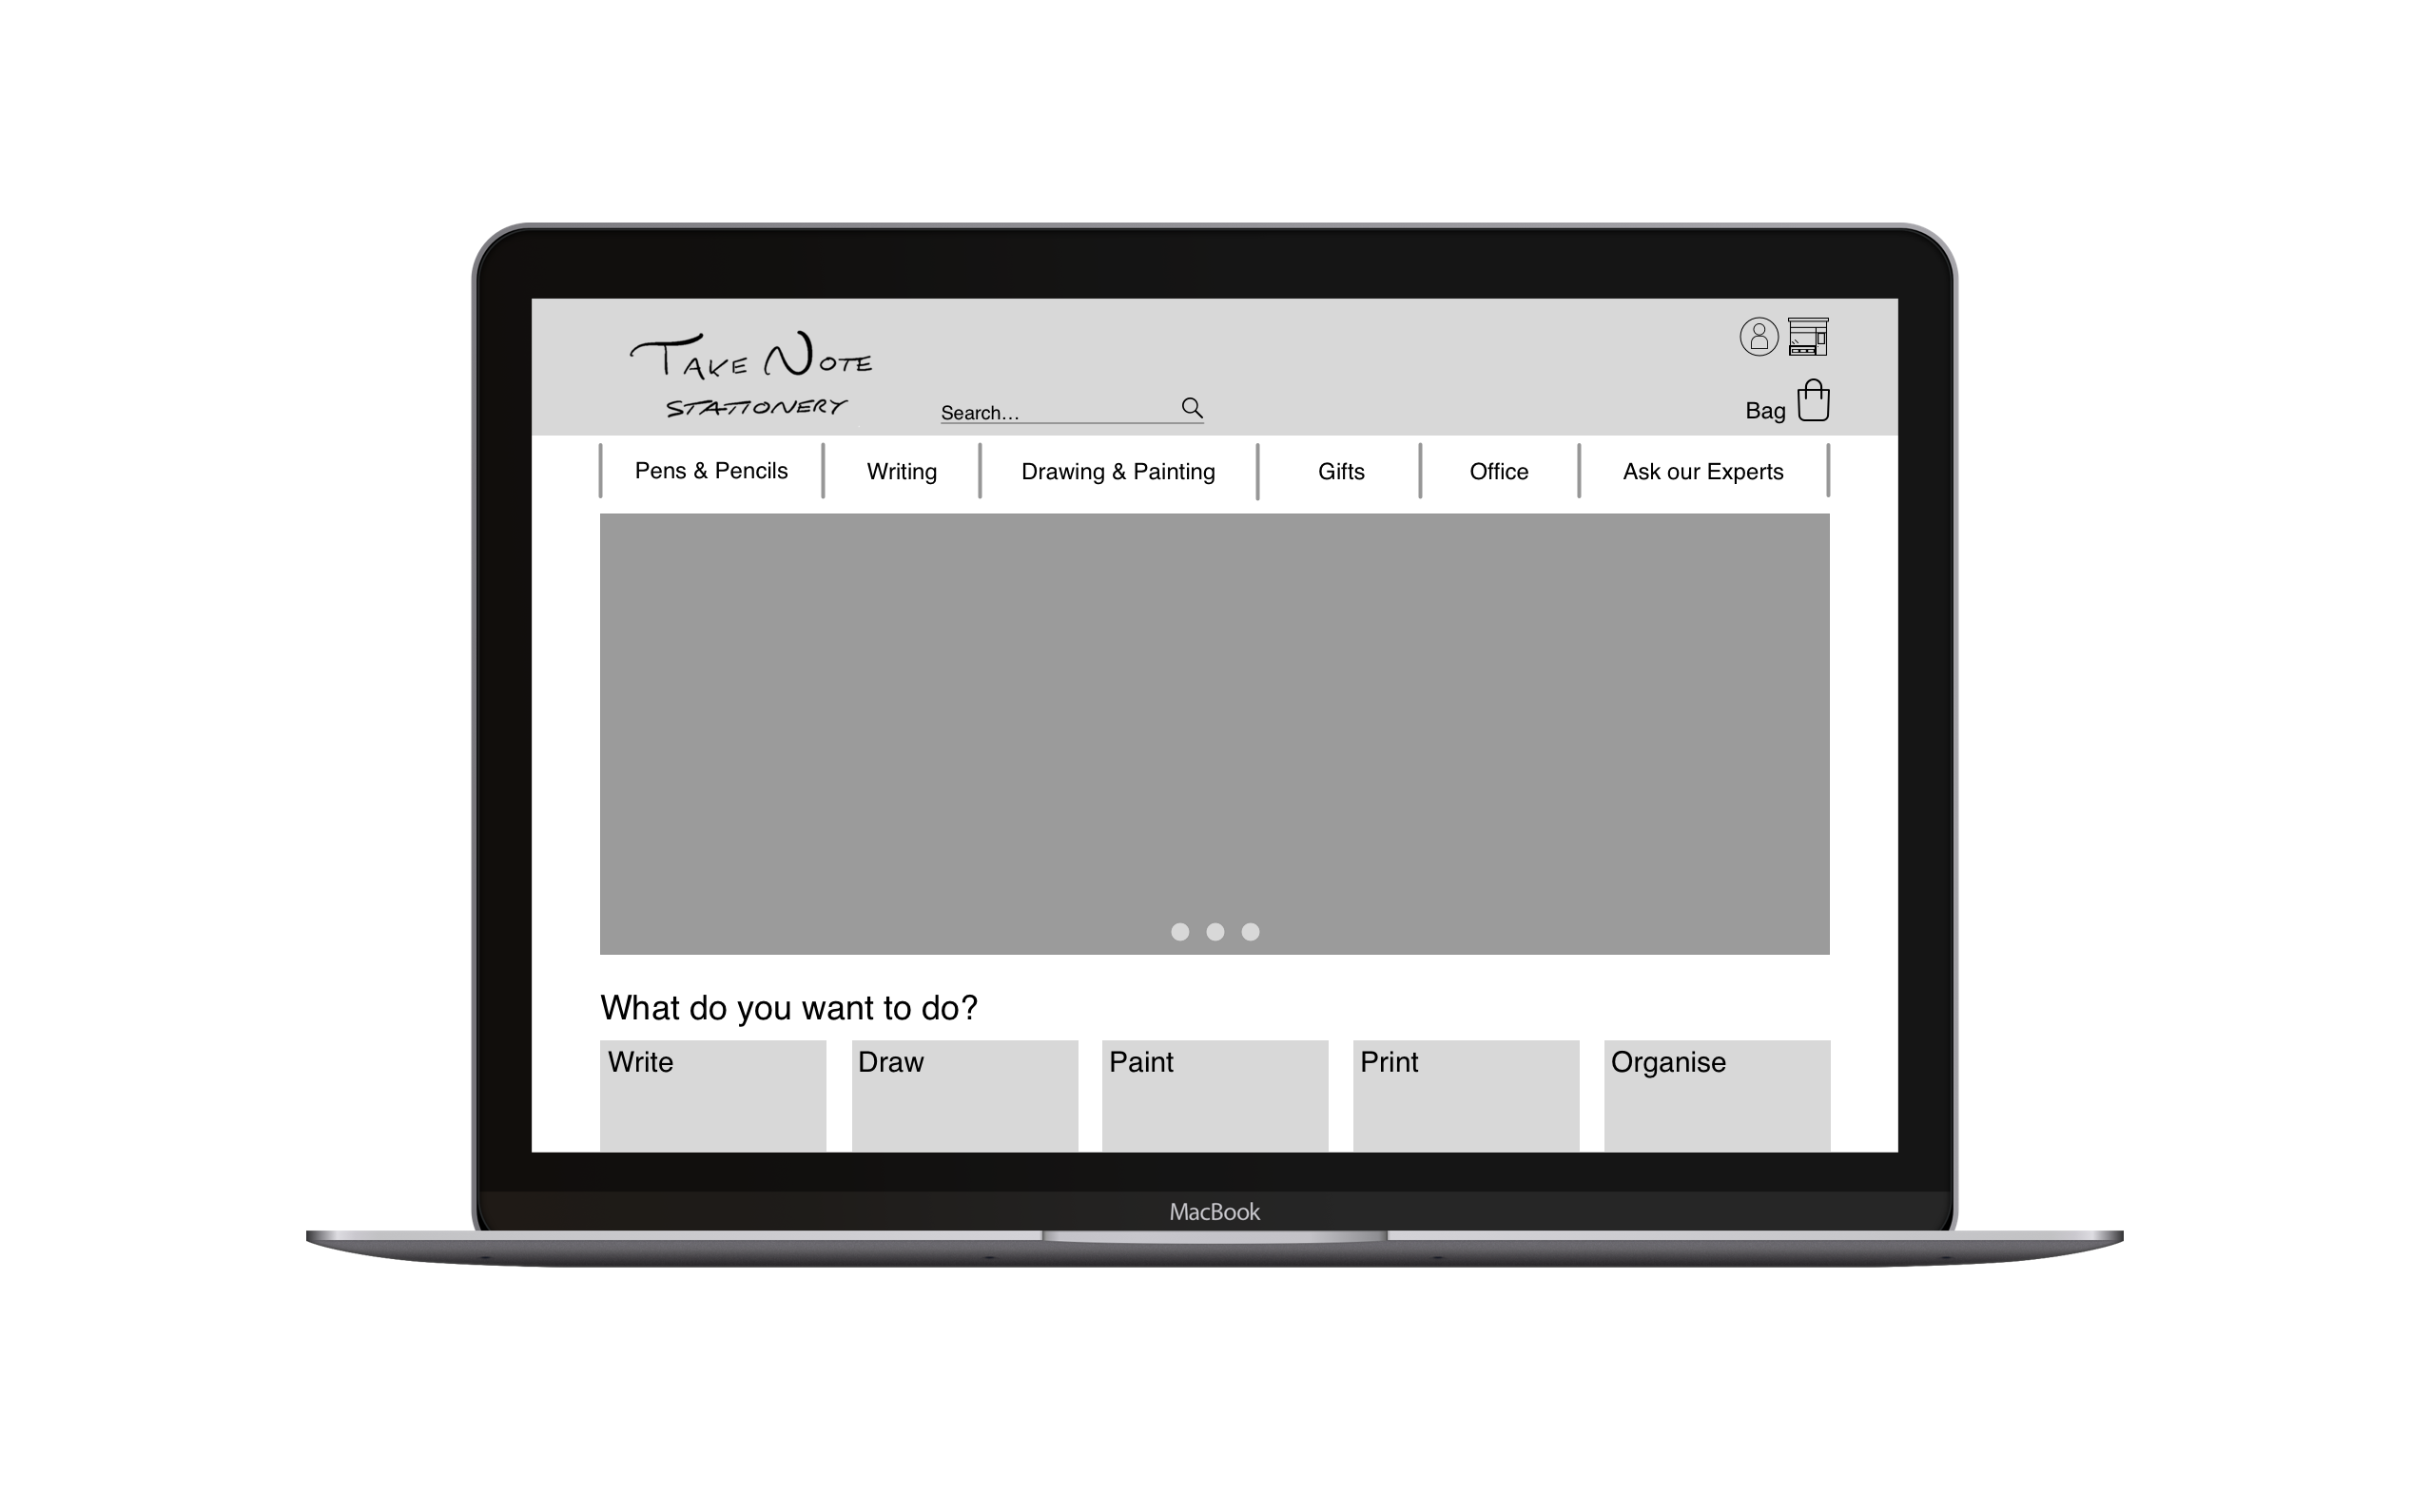 TAKE NOTE
STATIONERY
Search...
Bag
Pens & Pencils
Writing
Drawing & Painting
Gifts
Office
Ask our Experts
What do you want to do?
Write
Draw
Paint
Print
Organise
MacBook